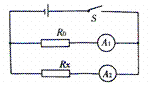 S
R₀ A₁
Rx A₂